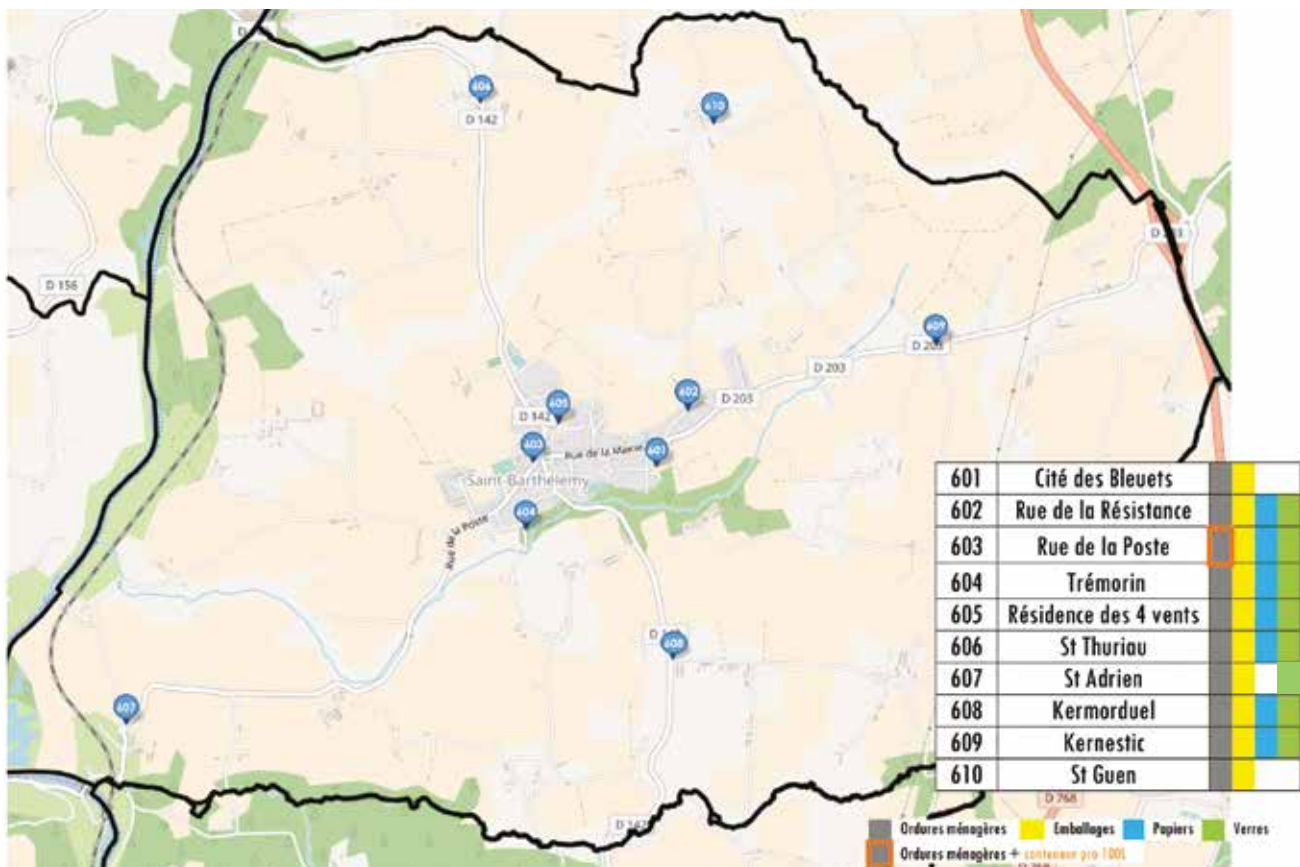 606
610
D 142
D 156
D 203
609
D 203
D 203
602
D 203
605
D 142
603
Rue de la Mairie
601
Saint-Barthélemy
604
Rue de la Poste
608
607
601 Cité des Bleuets
602 Rue de la Résistance
603 Rue de la Poste
604 Trémorin
605 Résidence des 4 vents
606 St Thuriau
607 St Adrien
608 Kermorduel
609 Kernestic
610 St Guen
D 768
D 142
Ordures ménagères Emballages Papiers Verres
Ordures ménagères + conteneur pro 100L